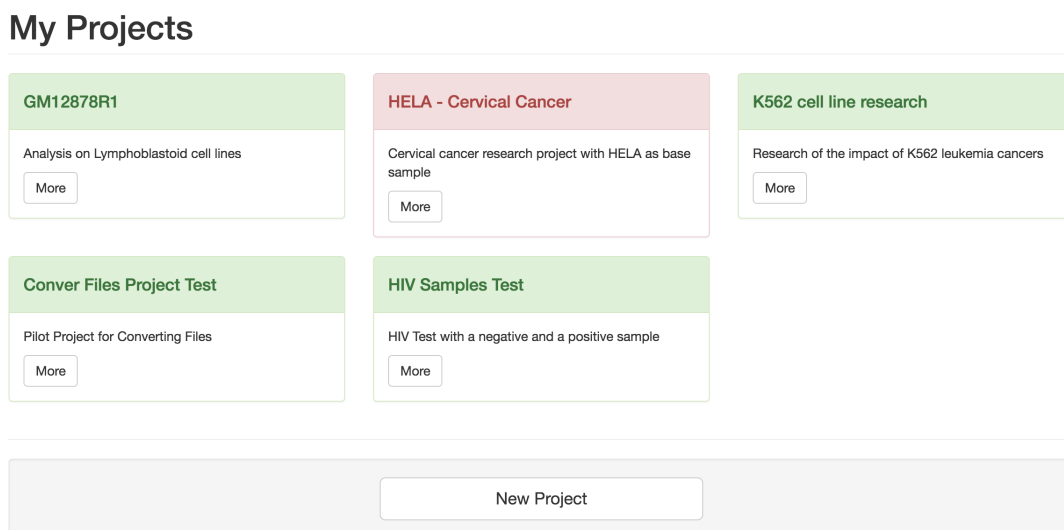 My Projects
GM12878R1
Analysis on Lymphoblastoid cell lines
More
HELA - Cervical Cancer
Cervical cancer research project with HELA as base
sample
More
K562 cell line research
Research of the impact of K562 leukemia cancers
More
Conver Files Project Test
Pilot Project for Converting Files
More
HIV Samples Test
HIV Test with a negative and a positive sample
More
New Project